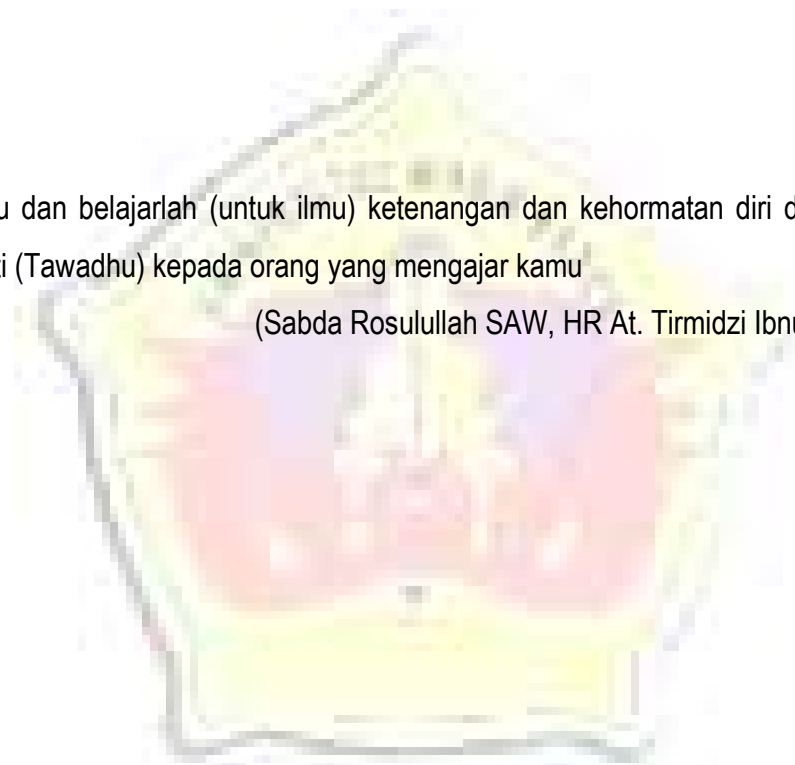 dan belajarlah (untuk ilmu) ketenangan dan kehormatan diri
(Tawadhu) kepada orang yang mengajar kamu
(Sabda Rosulullah SAW, HR At. Tirmidzi Ibnu